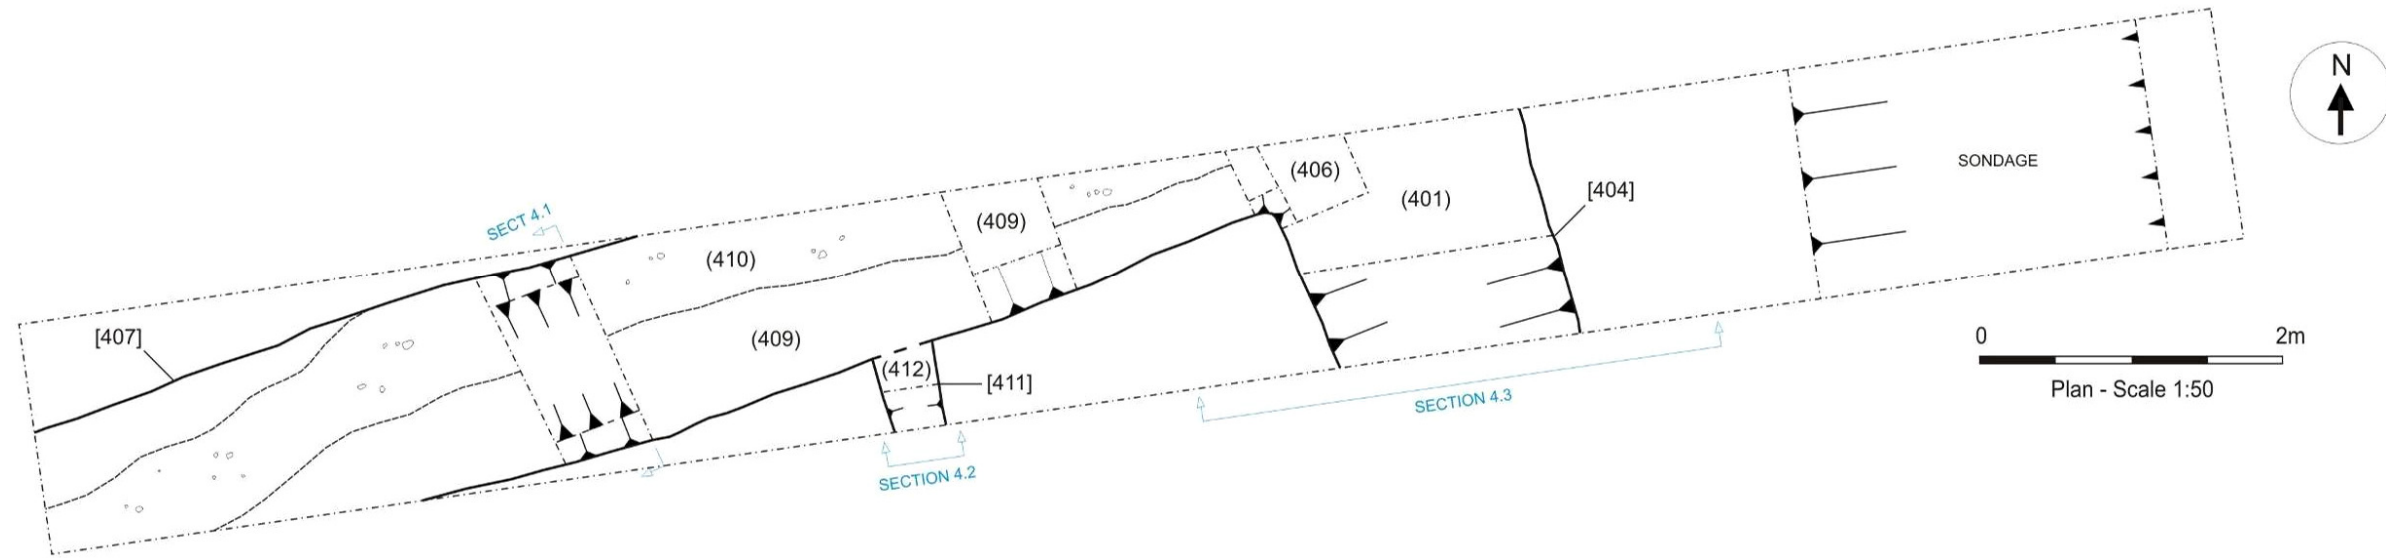 SECT 4.1
[407]
(410)
(409)
(409)
(412)
[411]
SECTION 4.2
(406)
(401)
[404]
SECTION 4.3
SONDAGE
N
0 2m
Plan - Scale 1:50